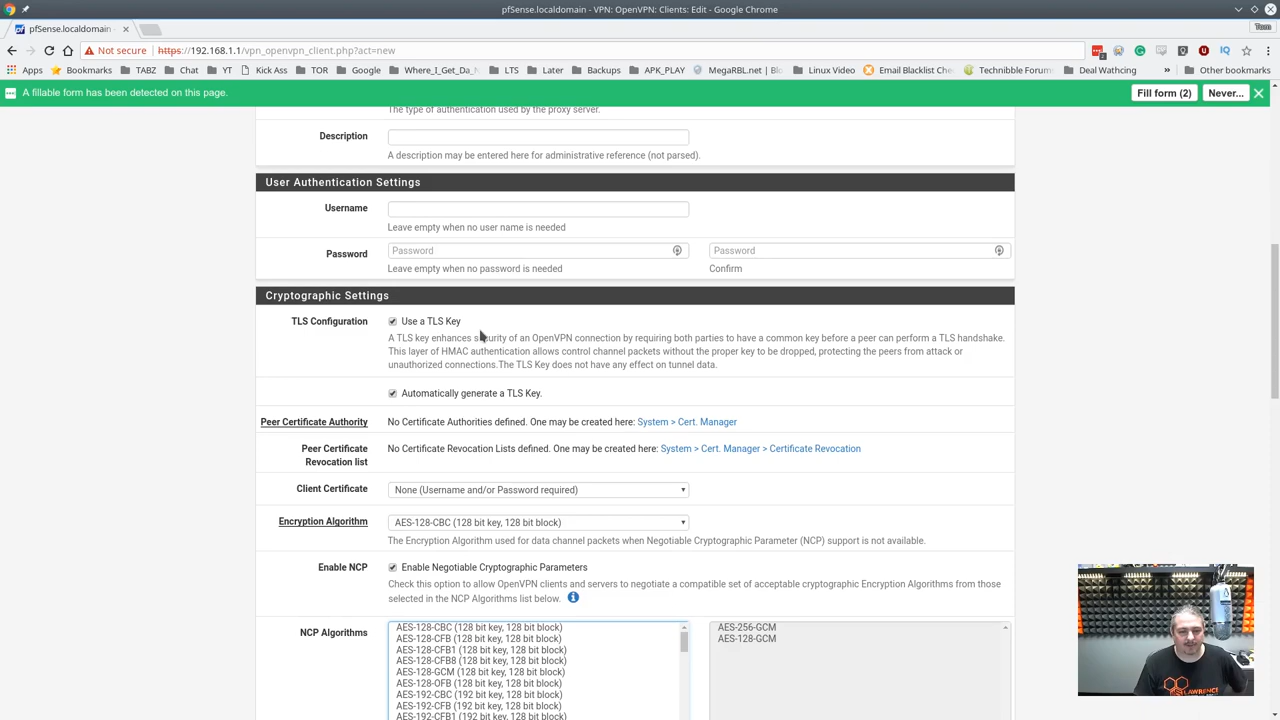 pfSense.localdomain - VPN: OpenVPN: Clients: Edit - Google Chrome
pfSense.localdomain - VPN
Tom
Not secure https://192.168.1.1/vpn_openvpn_client.php?act=new
Apps Bookmarks TABZ Chat YT Kick Ass TOR Google Where_I_Get_Da_ LTS Later Backups APK_PLAY MegaRBL.net - Blo Linux Video Email Blacklist Che Technibble Forum Deal Wathcing » Other bookmarks
A fillable form has been detected on this page.
Fill form (2) Never...
The type of authentication used by the proxy server.
Description
A description may be entered here for administrative reference (not parsed).
User Authentication Settings
Username
Leave empty when no user name is needed
Password Password Password
Leave empty when no password is needed Confirm
Cryptographic Settings
TLS Configuration Use a TLS Key
A TLS key enhances security of an OpenVPN connection by requiring both parties to have a common key before a peer can perform a TLS handshake.
This layer of HMAC authentication allows control channel packets without the proper key to be dropped, protecting the peers from attack or
unauthorized connections.The TLS Key does not have any effect on tunnel data.
Automatically generate a TLS Key.
Peer Certificate Authority No Certificate Authorities defined. One may be created here: System > Cert. Manager
Peer Certificate Revocation list No Certificate Revocation Lists defined. One may be created here: System > Cert. Manager > Certificate Revocation
Client Certificate None (Username and/or Password required)
Encryption Algorithm AES-128-CBC (128 bit key, 128 bit block)
The Encryption Algorithm used for data channel packets when Negotiable Cryptographic Parameter (NCP) support is not available.
Enable NCP Enable Negotiable Cryptographic Parameters
Check this option to allow OpenVPN clients and servers to negotiate a compatible set of acceptable cryptographic Encryption Algorithms from those
selected in the NCP Algorithms list below.
NCP Algorithms
AES-128-CBC (128 bit key, 128 bit block)
AES-128-CFB (128 bit key, 128 bit block)
AES-128-CFB1 (128 bit key, 128 bit block)
AES-128-CFB8 (128 bit key, 128 bit block)
AES-128-GCM (128 bit key, 128 bit block)
AES-128-OFB (128 bit key, 128 bit block)
AES-192-CBC (192 bit key, 128 bit block)
AES-192-CFB (192 bit key, 128 bit block)
AES-192-CFB1 (192 bit key, 128 bit block)
AES-256-GCM
AES-128-GCM
LAWRENCE